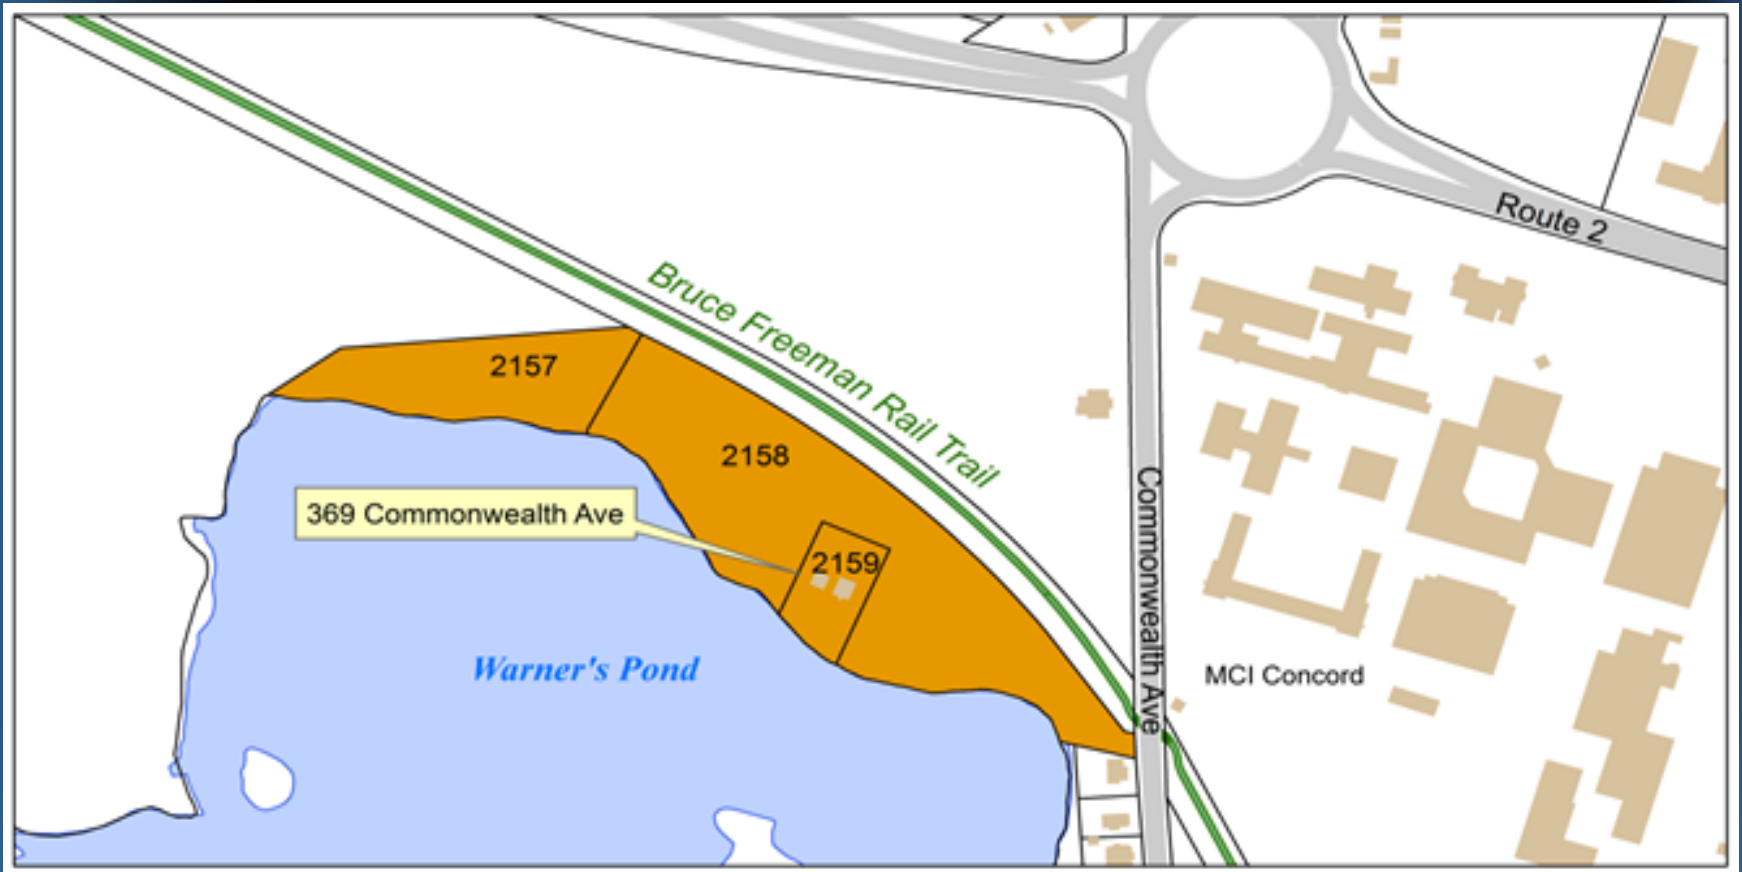 Route 2
Bruce Freeman Rail Trail
2157
2158
369 Commonwealth Ave
2159
Commonwealth Ave
Warner's Pond
MCI Concord